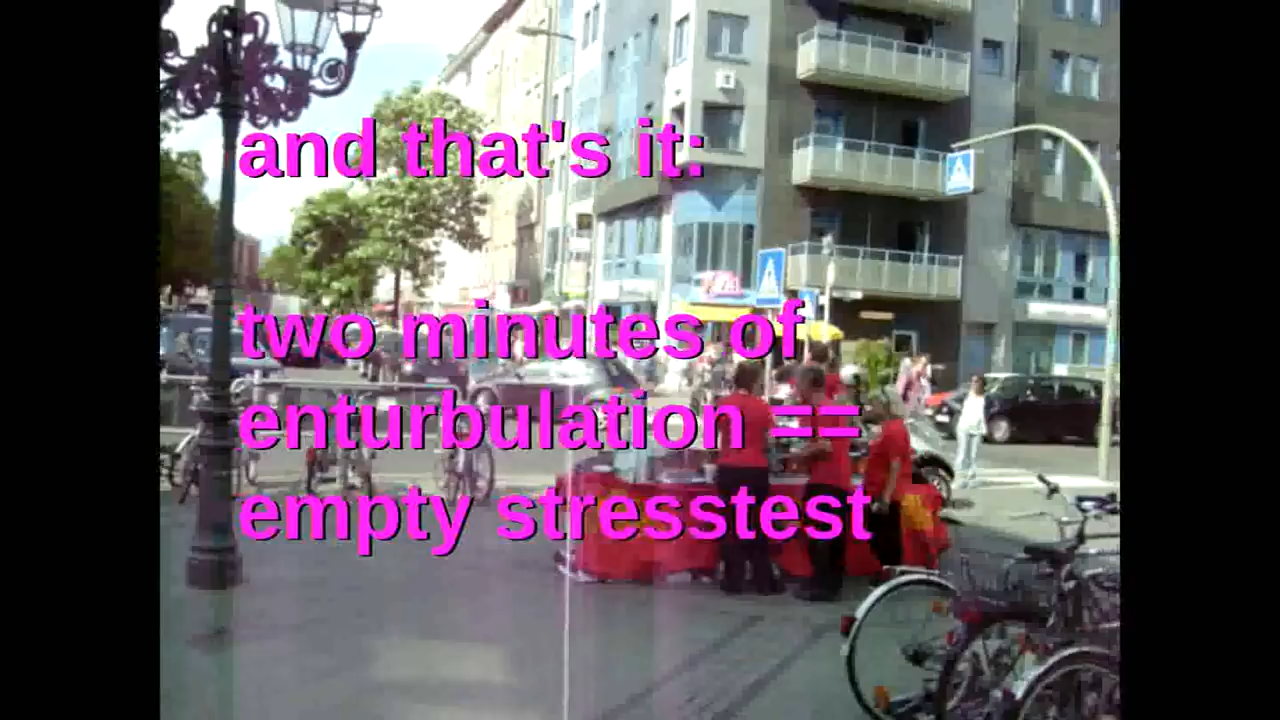 and that's it:
two minutes of
enturbulation ==
empty stresstest